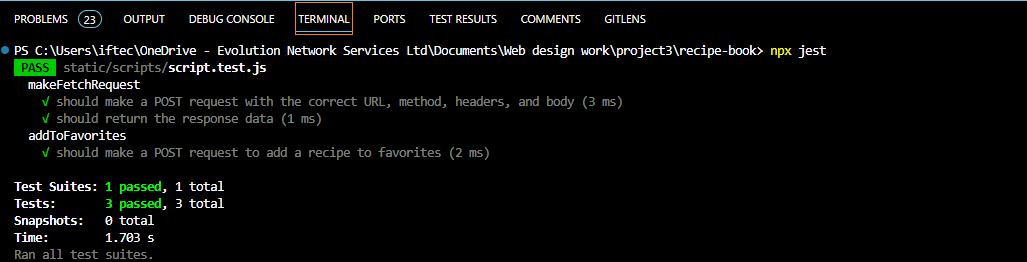 PROBLEMS 23 OUTPUT DEBUG CONSOLE TERMINAL PORTS TEST RESULTS COMMENTS GITLENS
PS C:\Users\iftec\OneDrive - Evolution Network Services Ltd\Documents\Web design work\project3\recipe-book> npx jest
PASS static/scripts/script.test.js
makeFetchRequest
√ should make a POST request with the correct URL, method, headers, and body (3 ms)
√ should return the response data (1 ms)
addToFavorites
√ should make a POST request to add a recipe to favorites (2 ms)
Test Suites: 1 passed, 1 total
Tests: 3 passed, 3 total
Snapshots: 0 total
Time: 1.703 s
Ran all test suites.